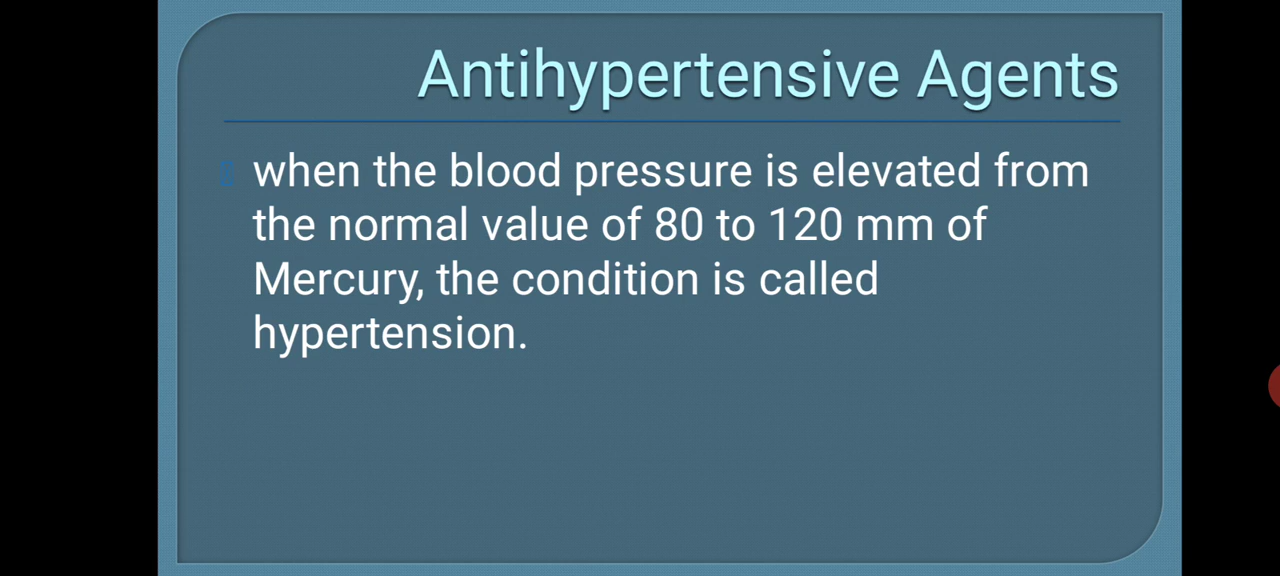 Antihypertensive Agents
when the blood pressure is elevated from
the normal value of 80 to 120 mm of
Mercury, the condition is called
hypertension.